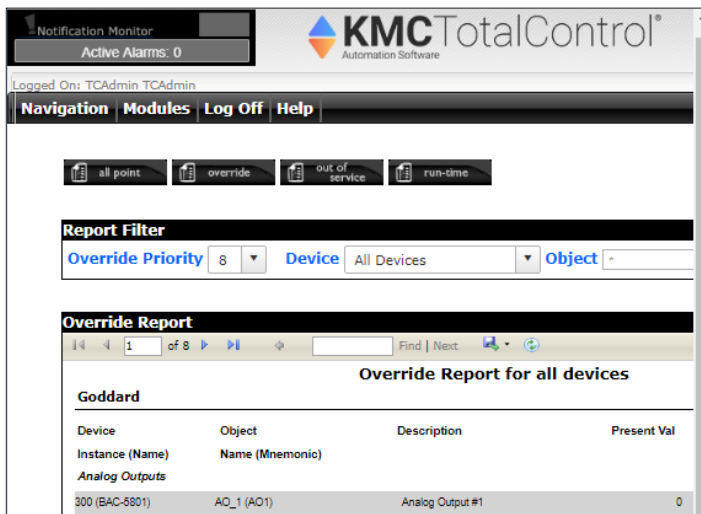 Notification Monitor
Active Alarms: 0
KMCTotalControl®
Automation Software
Logged On: TCAdmin TCAdmin
Navigation Modules Log Off Help
all point override out of service run-time
Report Filter
Override Priority 8 Device All Devices Object *
Override Report
1 of 8 Find | Next
Override Report for all devices
Goddard
Device Object Description Present Val
Instance (Name) Name (Mnemonic)
Analog Outputs
300 (BAC-5801) AO_1 (AO1) Analog Output #1 0